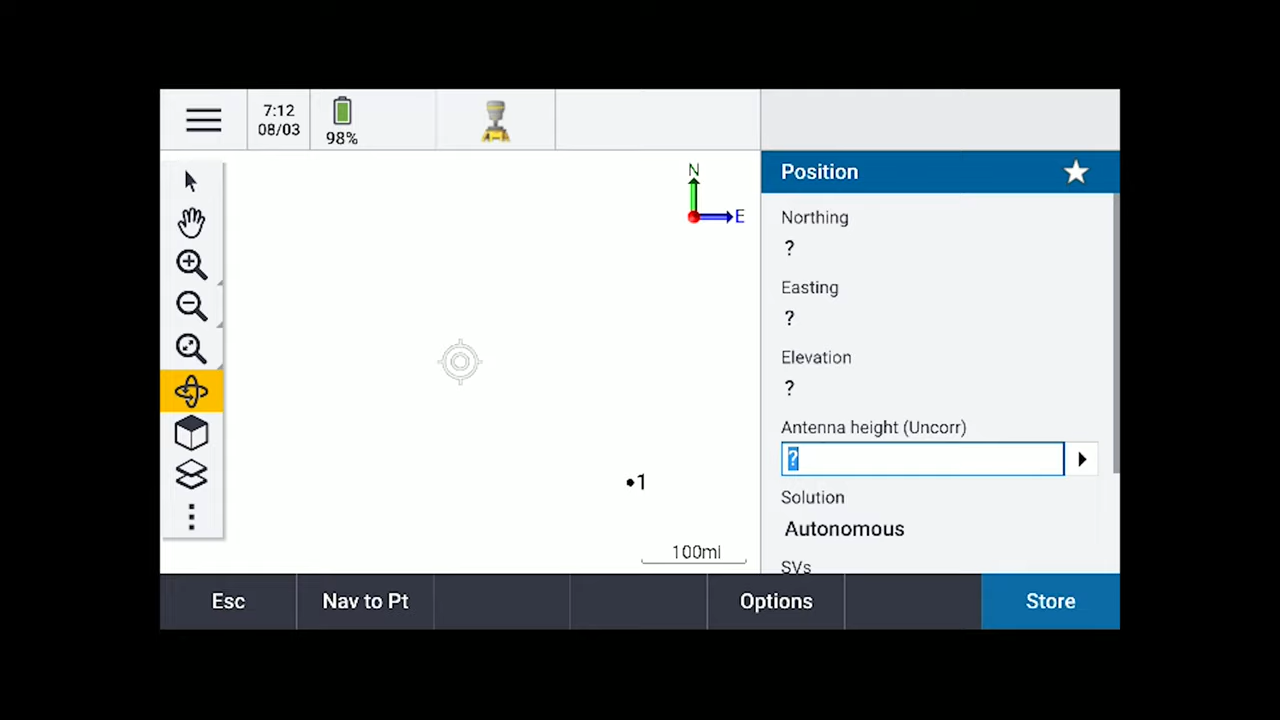 7:12
08/03
98%
N
E
1
100mi
Position
Northing
?
Easting
?
Elevation
?
Antenna height (Uncorr)
?
Solution
Autonomous
SVs
Esc
Nav to Pt
Options
Store